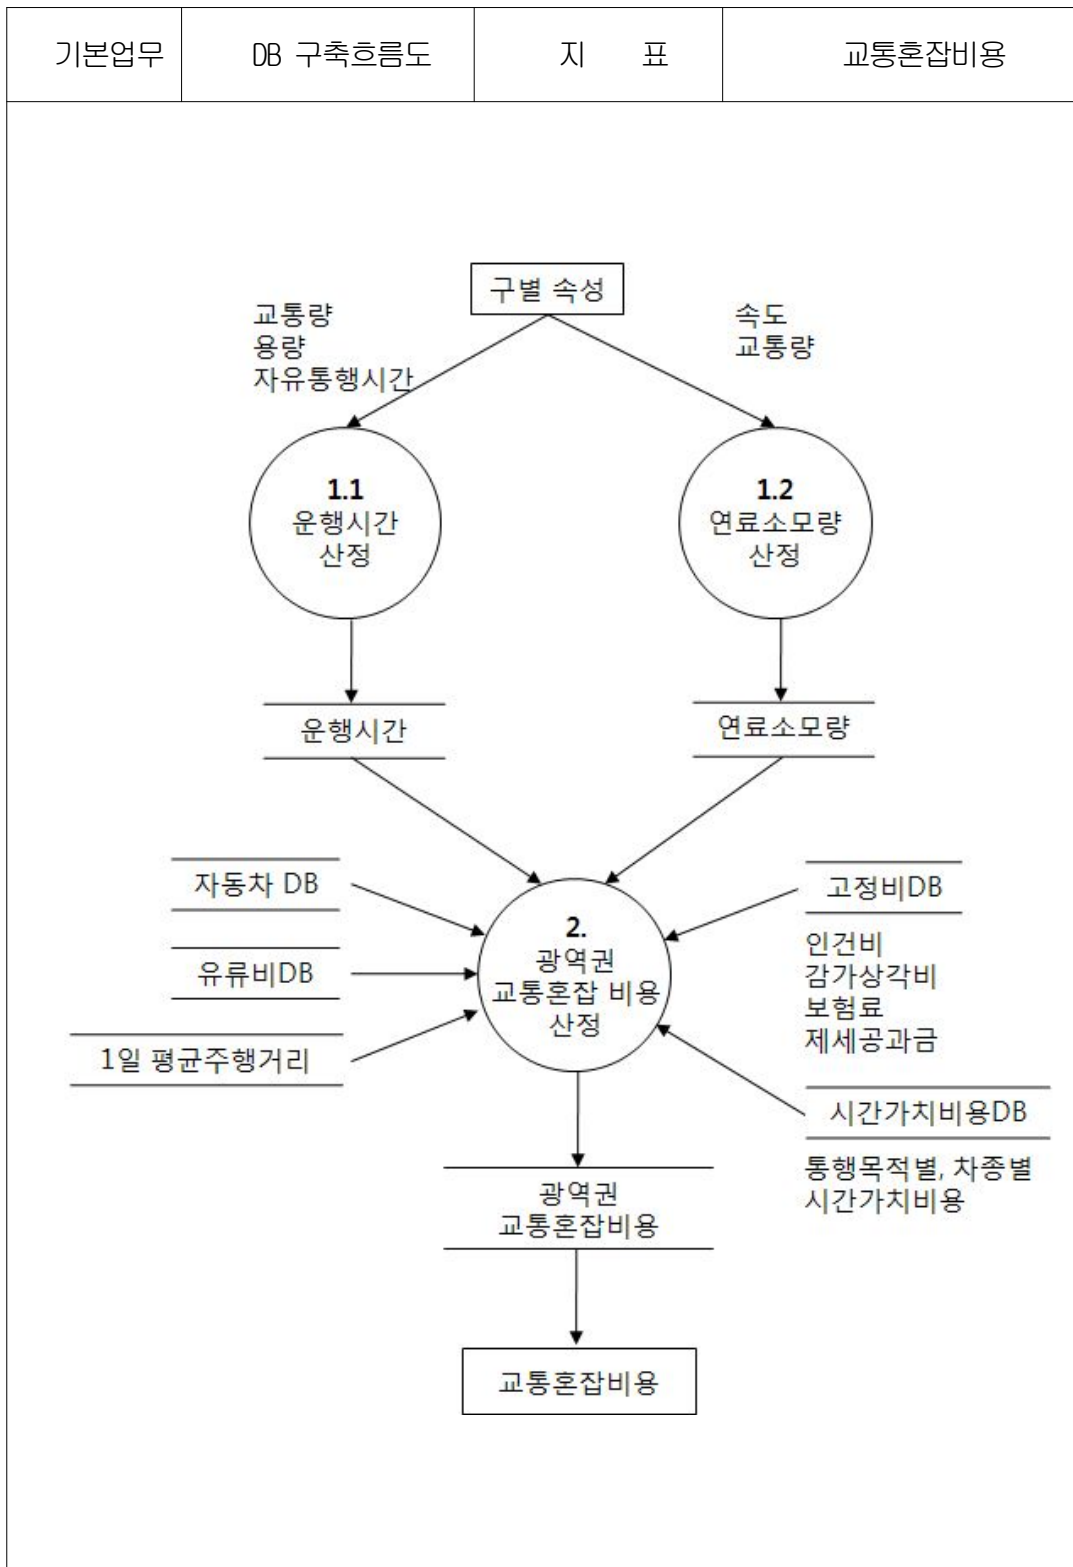 기본업무 DB 구축흐름도 지 표 교통혼잡비용
구별 속성
교통량
용량
자유통행시간
속도
교통량
1.1
운행시간
산정
1.2
연료소모량
산정
운행시간
연료소모량
자동차 DB
유류비DB
1일 평균주행거리
2.
광역권
교통혼잡 비용
산정
고정비DB
인건비
감가상각비
보험료
제세공과금
시간가치비용DB
통행목적별, 차종별
시간가치비용
광역권
교통혼잡비용
교통혼잡비용